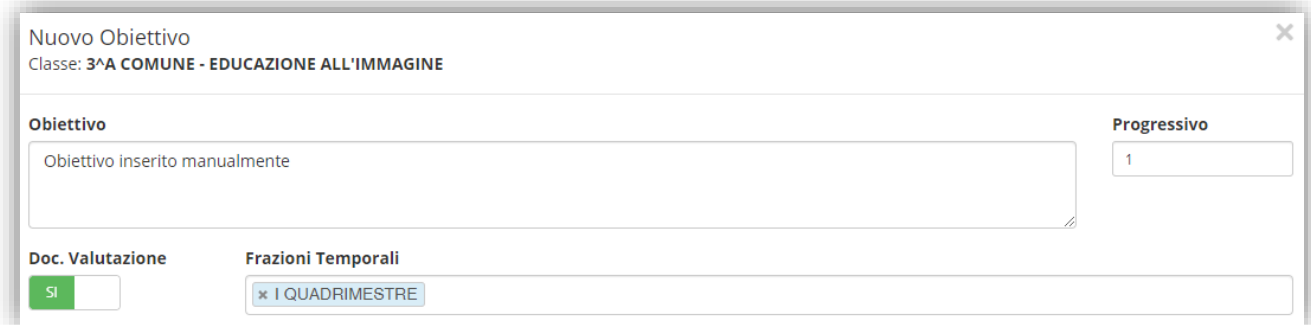 Nuovo Obiettivo
Classe: 3^A COMUNE - EDUCAZIONE ALL'IMMAGINE
Obiettivo
Progressivo
Obiettivo inserito manualmente
1
Doc. Valutazione
Frazioni Temporali
SI
× I QUADRIMESTRE